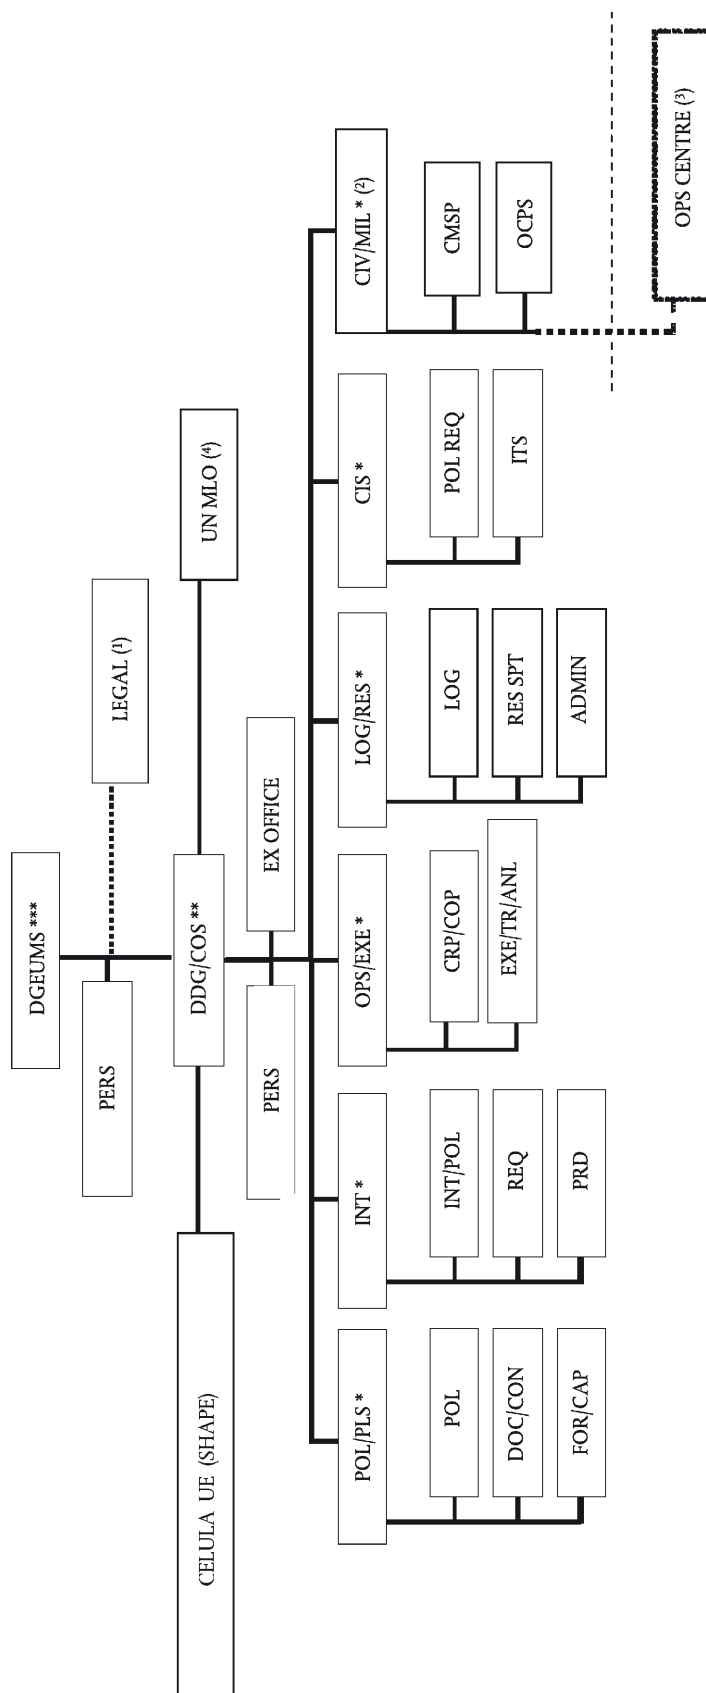 DGEUMS ***
PERS
LEGAL (¹)
CELULA UE (SHAPE)
DDG/COS **
UN MLO (⁴)
PERS
EX OFFICE
POL/PLS *
INT *
OPS/EXE *
LOG/RES *
CIS *
CIV/MIL * (²)
POL
DOC/CON
FOR/CAP
INT/POL
REQ
PRD
CRP/COP
EXE/TR/ANL
LOG
RES SPT
ADMIN
POL REQ
ITS
CMSP
OCPS
OPS CENTRE (³)